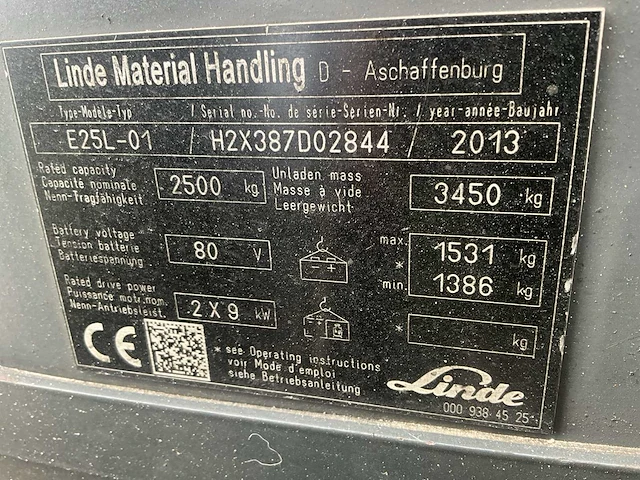 Linde Material Handling D - Aschaffenburg
Type-Modele-Typ / Serial no.-No. de série-Serien-Nr. / year-année-Baujahr
E25L-01 / H2X387D02844 / 2013
Rated capacity
Capacité nominale
Nenn-Tragfähigkeit
2500 kg
Unladen mass
Masse à vide
Leergewicht
3450 kg
Battery voltage
Tension batterie
Batteriespannung
80 V
- +
max. 1531 kg
*
min. 1386 kg
Rated drive power
Puissance motr.nom.
Nenn-Antriebsleist.
2 X 9 kW
* kg
CE
* see Operating instructions
voir Mode d'emploi
siehe Betriebsanleitung
Linde
000 938 45 25